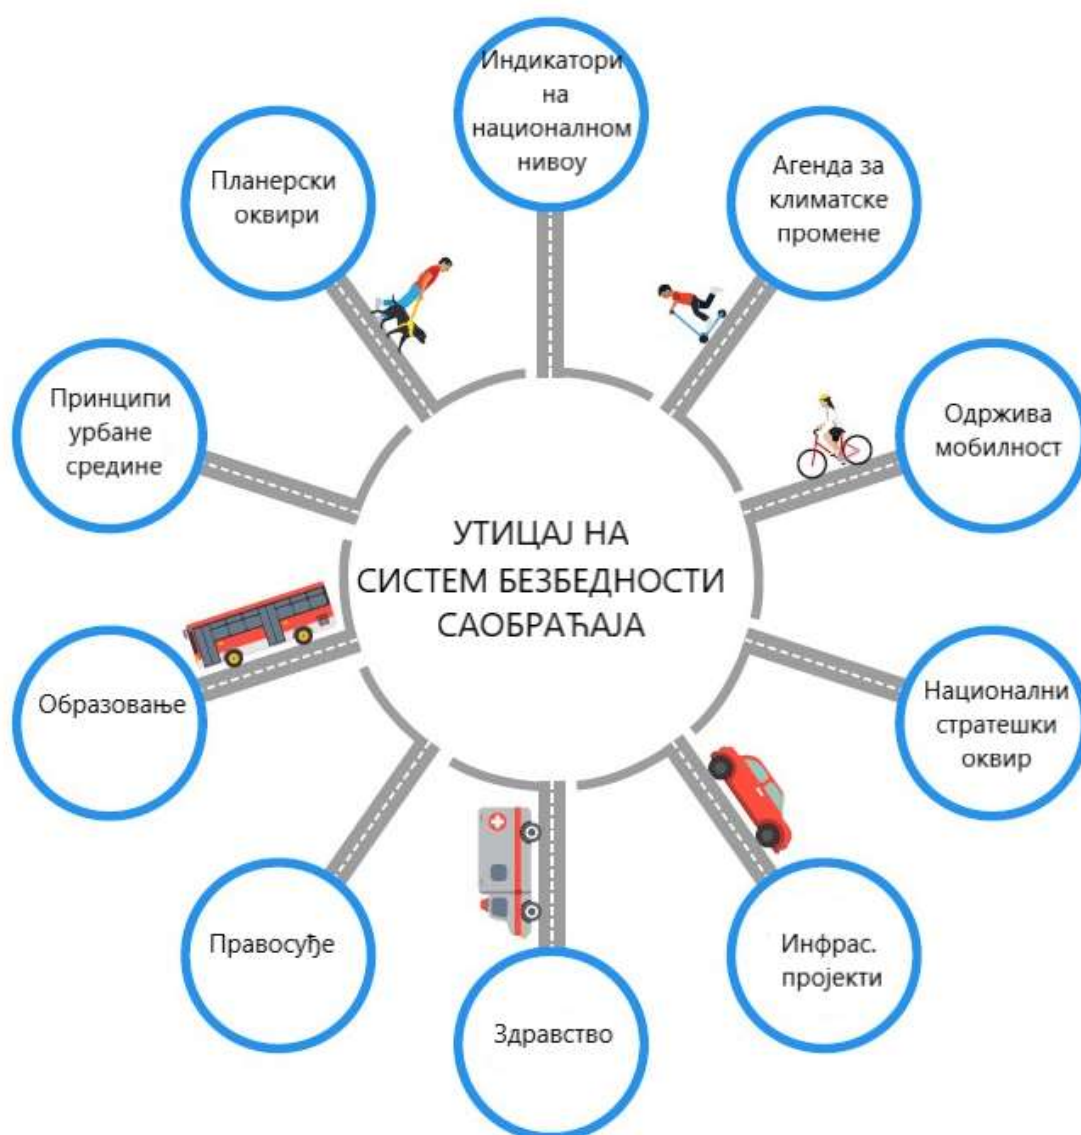 Индикатори
на
националном
нивоу
Агенда за
климатске
промене
Одржива
мобилност
Национални
стратешки
оквир
Инфрас.
пројекти
Здравство
Правосуђе
Образовање
Принципи
урбане
средине
Планерски
оквири
УТИЦАЈ НА
СИСТЕМ БЕЗБЕДНОСТИ
САОБРАЋАЈА